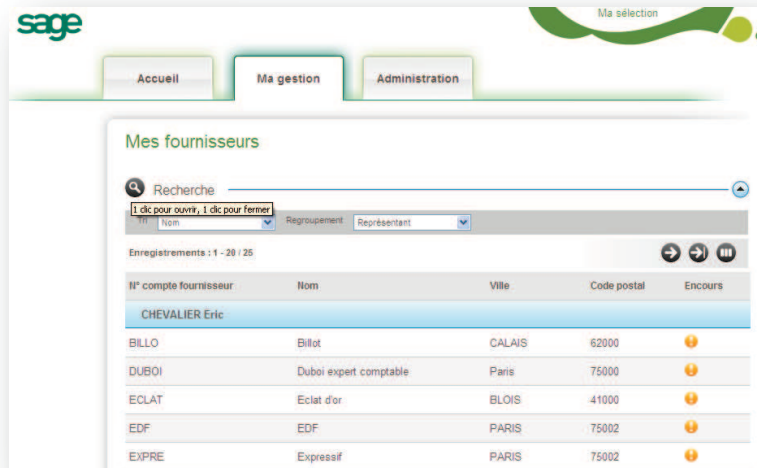 sage
Ma sélection
Accueil Ma gestion Administration
Mes fournisseurs
Recherche
1 clic pour ouvrir, 1 clic pour fermer
Tri Nom Regroupement Représentant
Enregistrements : 1 - 20 / 25
N° compte fournisseur Nom Ville Code postal Encours
CHEVALIER Eric
BILLO Billot CALAIS 62000
DUBOI Duboi expert comptable Paris 75000
ECLAT Eclat d'or BLOIS 41000
EDF EDF PARIS 75002
EXPRE Expressif PARIS 75002